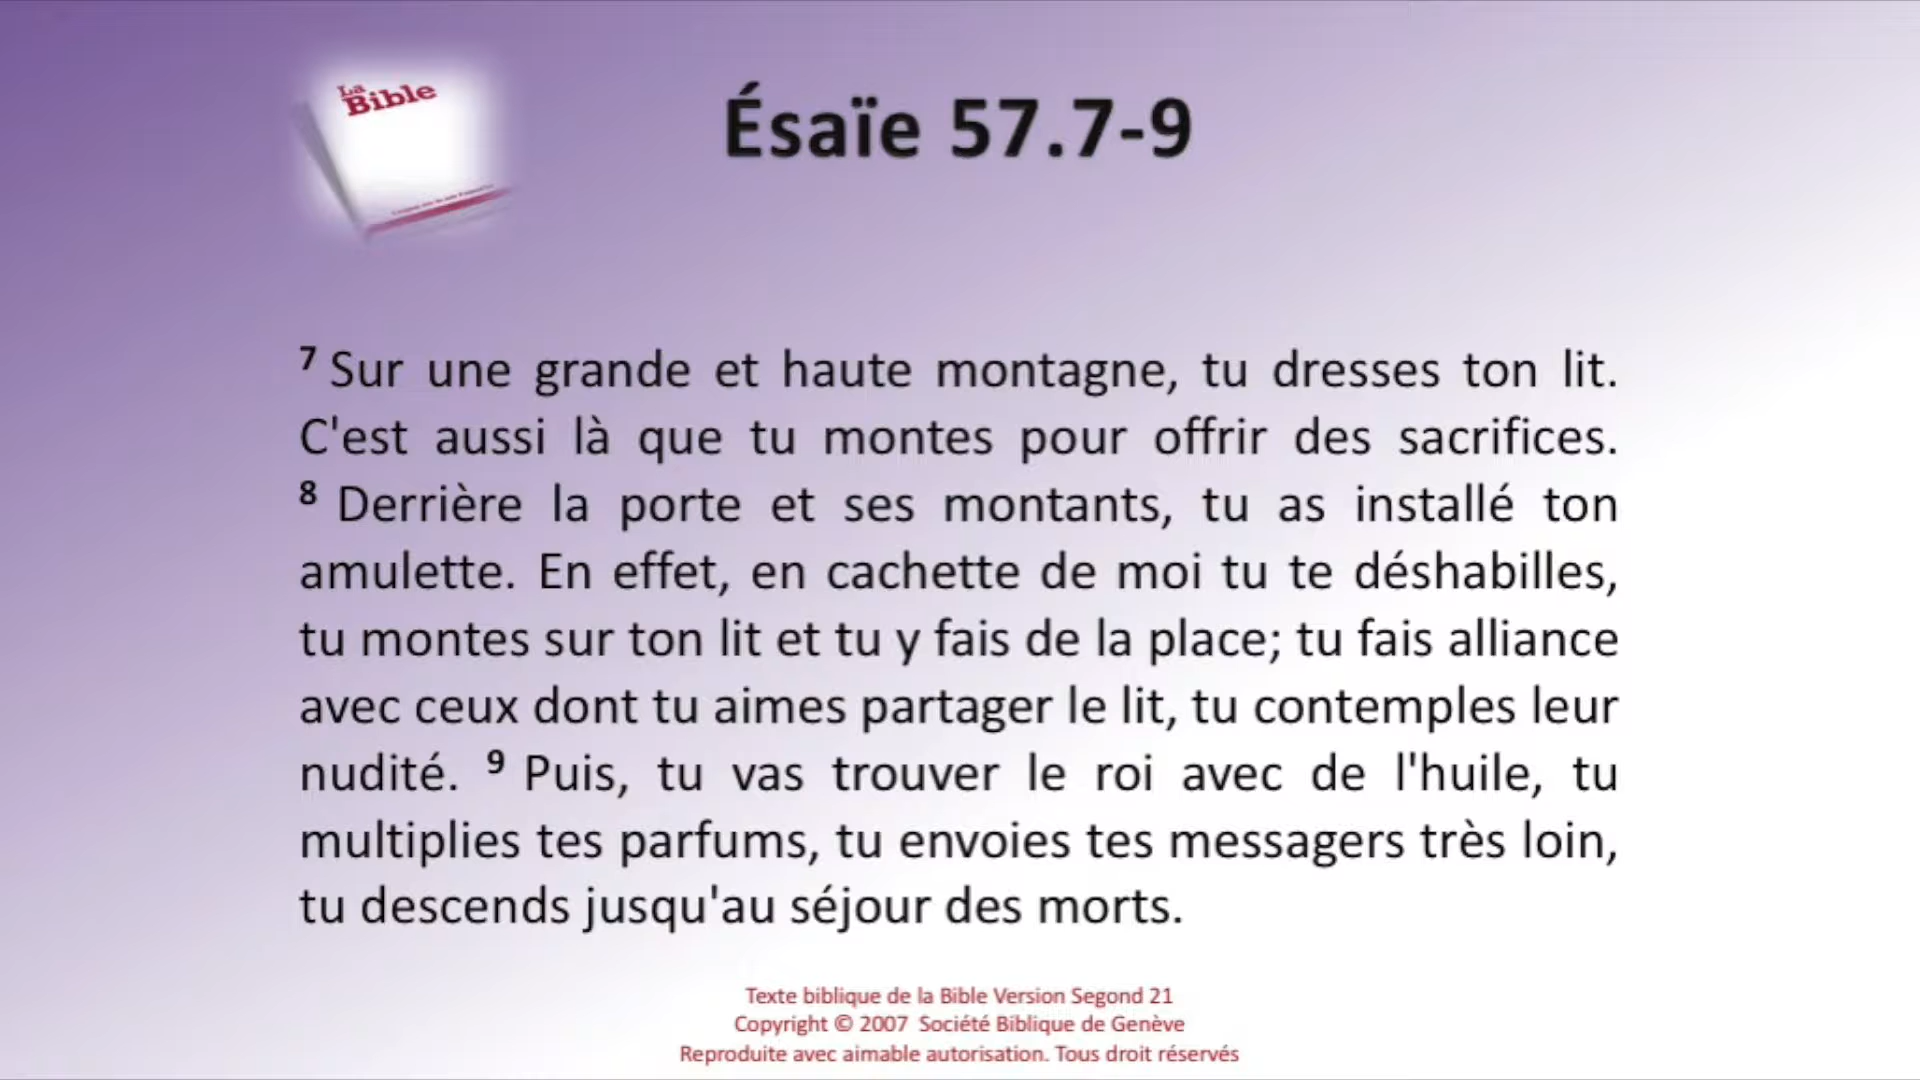 La
Bible
Ésaïe 57.7-9
7 Sur une grande et haute montagne, tu dresses ton lit.
C'est aussi là que tu montes pour offrir des sacrifices.
8 Derrière la porte et ses montants, tu as installé ton
amulette. En effet, en cachette de moi tu te déshabilles,
tu montes sur ton lit et tu y fais de la place; tu fais alliance
avec ceux dont tu aimes partager le lit, tu contemples leur
nudité. 9 Puis, tu vas trouver le roi avec de l'huile, tu
multiplies tes parfums, tu envoies tes messagers très loin,
tu descends jusqu'au séjour des morts.
Texte biblique de la Bible Version Segond 21
Copyright © 2007 Société Biblique de Genève
Reproduite avec aimable autorisation. Tous droit réservés